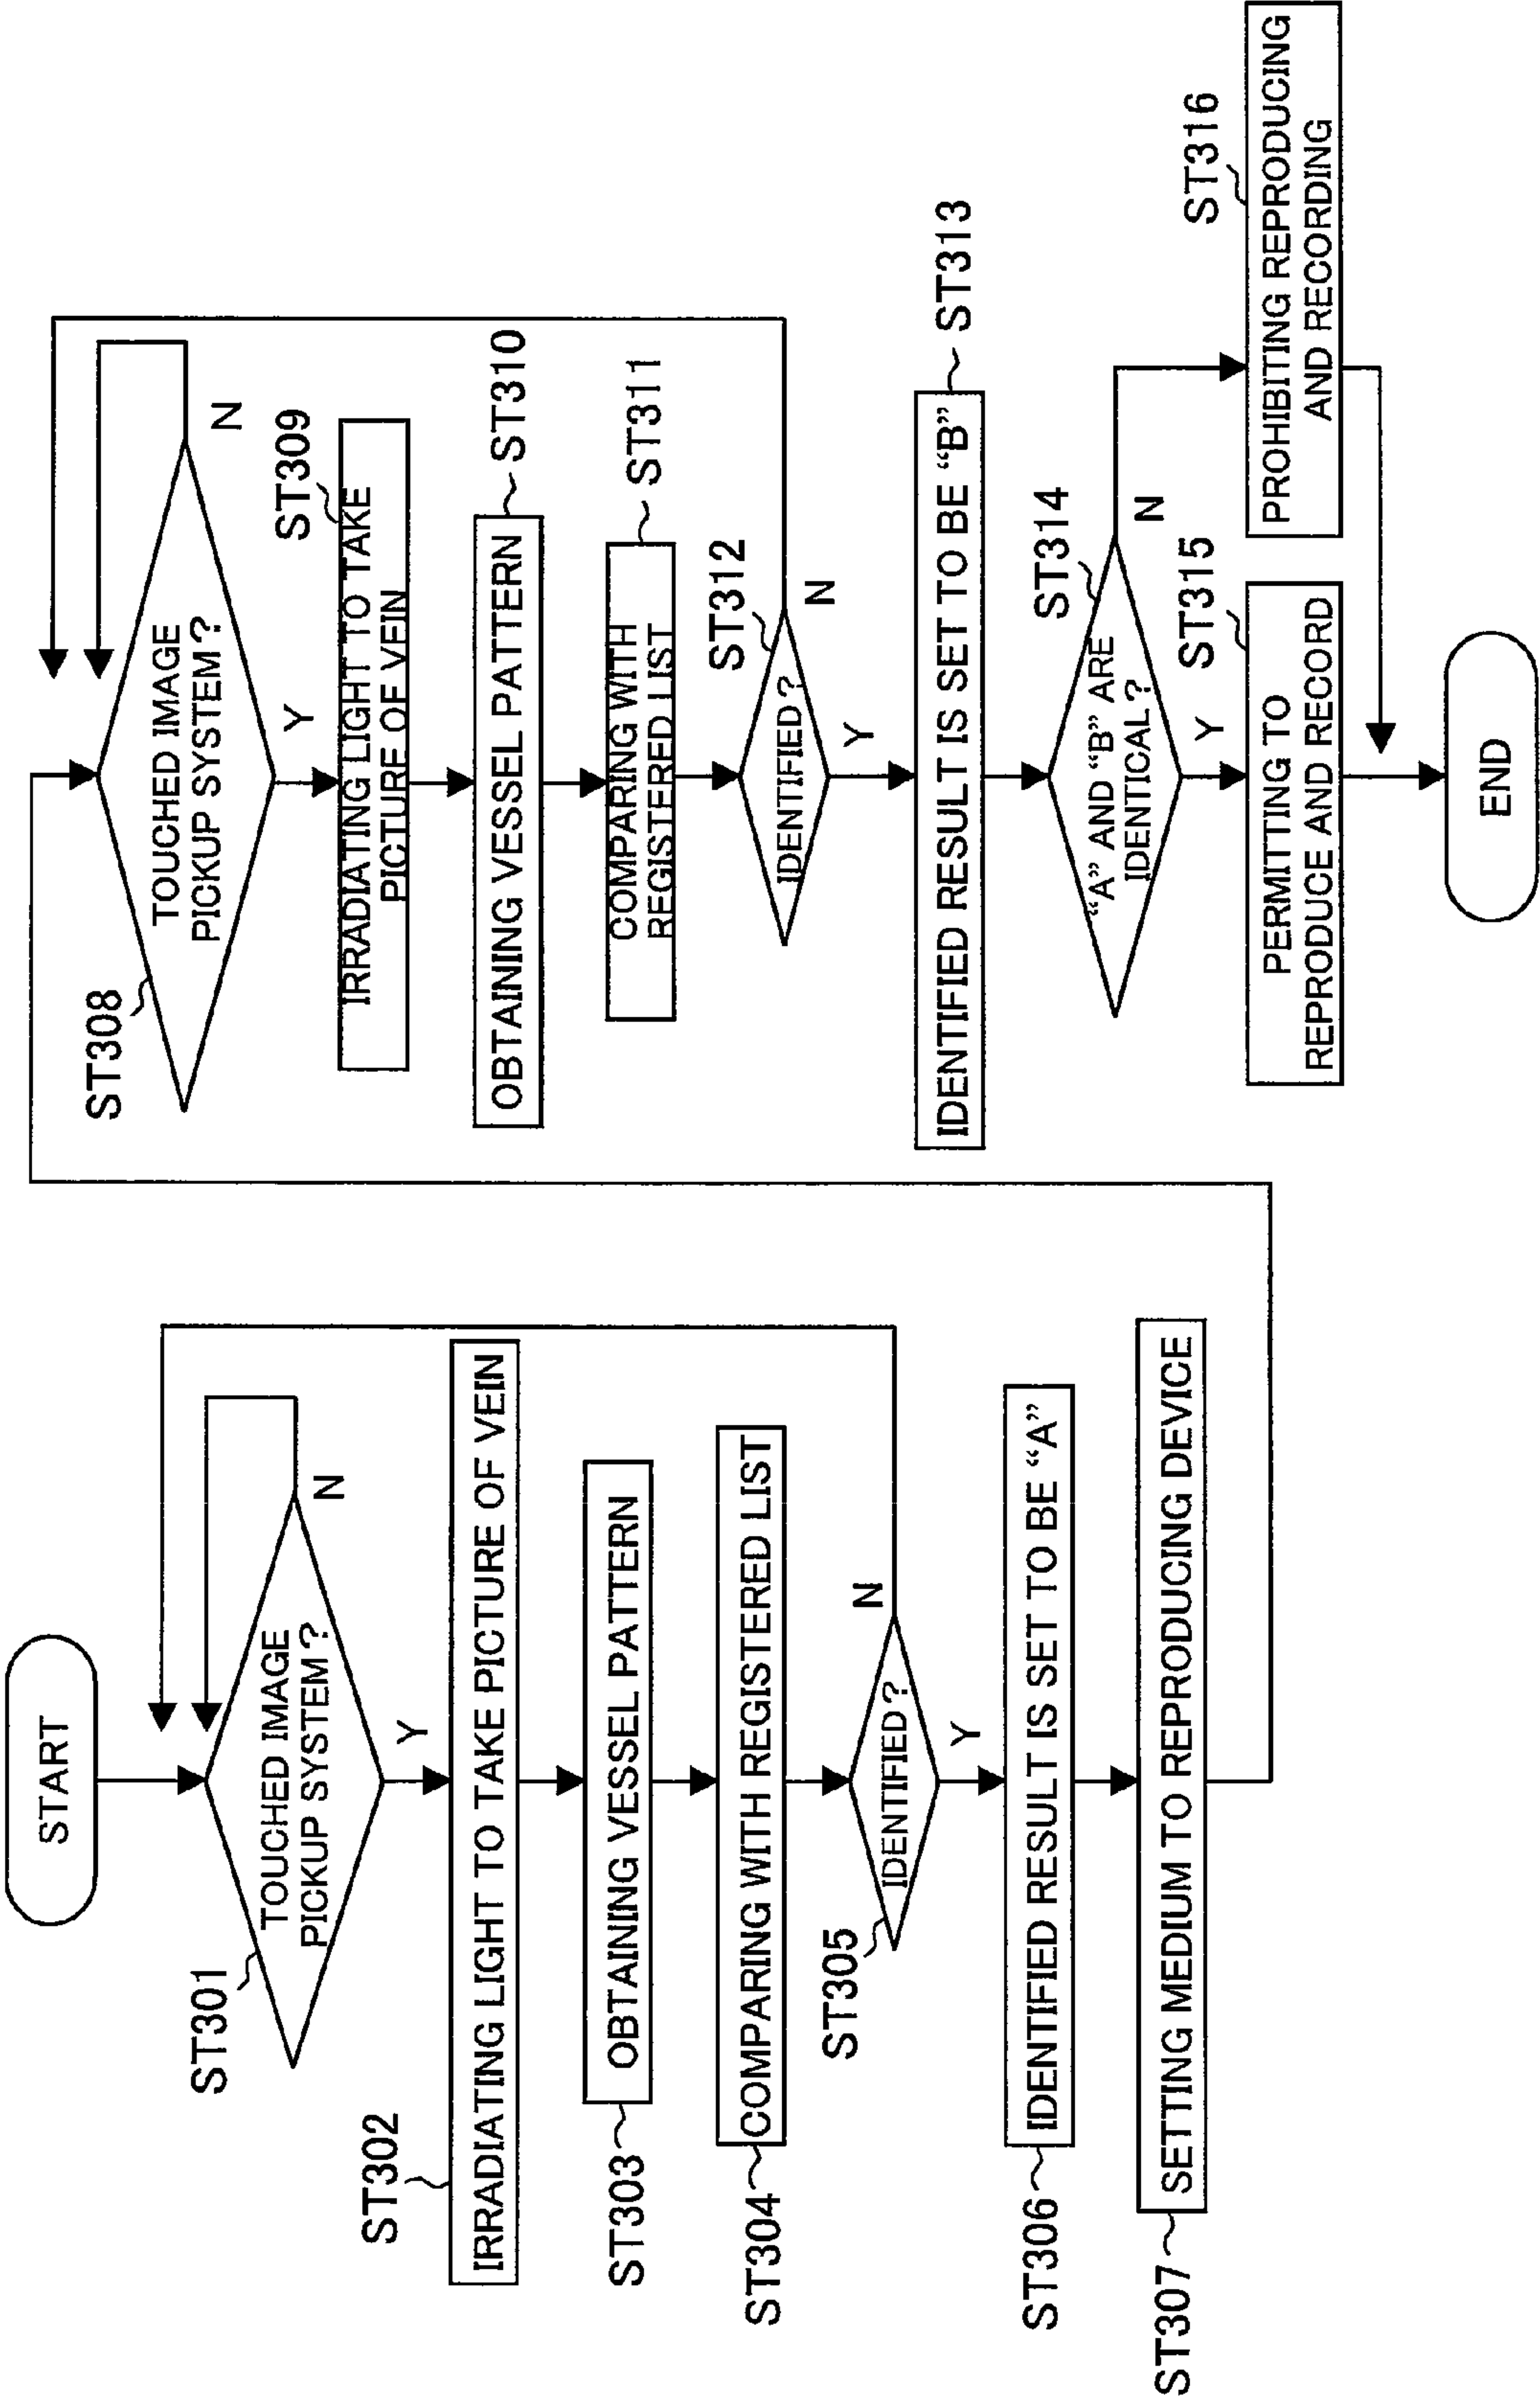 START
ST301
TOUCHED IMAGE
PICKUP SYSTEM ?
N
Y
ST302
IRRADIATING LIGHT TO TAKE PICTURE OF VEIN
ST303
OBTAINING VESSEL PATTERN
ST304
COMPARING WITH REGISTERED LIST
ST305
IDENTIFIED ?
N
Y
ST306
IDENTIFIED RESULT IS SET TO BE “A”
ST307
SETTING MEDIUM TO REPRODUCING DEVICE
ST308
TOUCHED IMAGE
PICKUP SYSTEM ?
N
Y
ST309
IRRADIATING LIGHT TO TAKE
PICTURE OF VEIN
ST310
OBTAINING VESSEL PATTERN
ST311
COMPARING WITH
REGISTERED LIST
ST312
IDENTIFIED ?
N
Y
ST313
IDENTIFIED RESULT IS SET TO BE “B”
ST314
“A” AND “B” ARE
IDENTICAL ?
N
Y
ST315
PERMITTING TO
REPRODUCE AND RECORD
ST316
PROHIBITING REPRODUCING
AND RECORDING
END